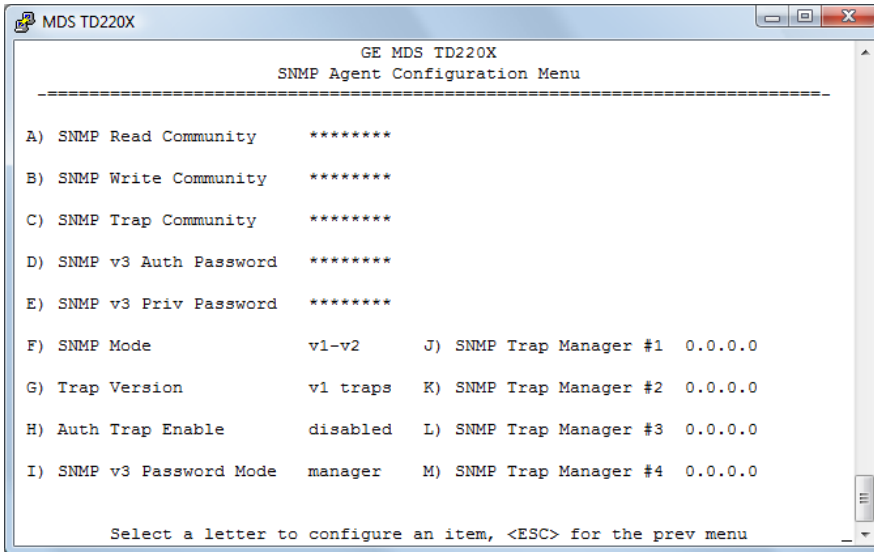 MDS TD220X
GE MDS TD220X
SNMP Agent Configuration Menu
-==========================================================================-
A) SNMP Read Community ********
B) SNMP Write Community ********
C) SNMP Trap Community ********
D) SNMP v3 Auth Password ********
E) SNMP v3 Priv Password ********
F) SNMP Mode v1-v2 J) SNMP Trap Manager #1 0.0.0.0
G) Trap Version v1 traps K) SNMP Trap Manager #2 0.0.0.0
H) Auth Trap Enable disabled L) SNMP Trap Manager #3 0.0.0.0
I) SNMP v3 Password Mode manager M) SNMP Trap Manager #4 0.0.0.0
Select a letter to configure an item, <ESC> for the prev menu _